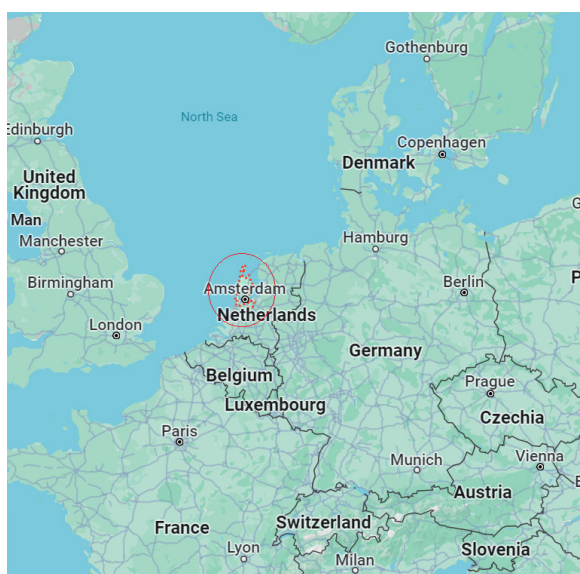 Gothenburg
North Sea
Edinburgh
Copenhagen
Denmark
United
Kingdom
Man
Manchester
Hamburg
Birmingham
Amsterdam
Berlin
London
Netherlands
Germany
Belgium
Prague
Luxembourg
Czechia
Paris
Munich
Vienna
Austria
France
Switzerland
Lyon
Milan
Slovenia